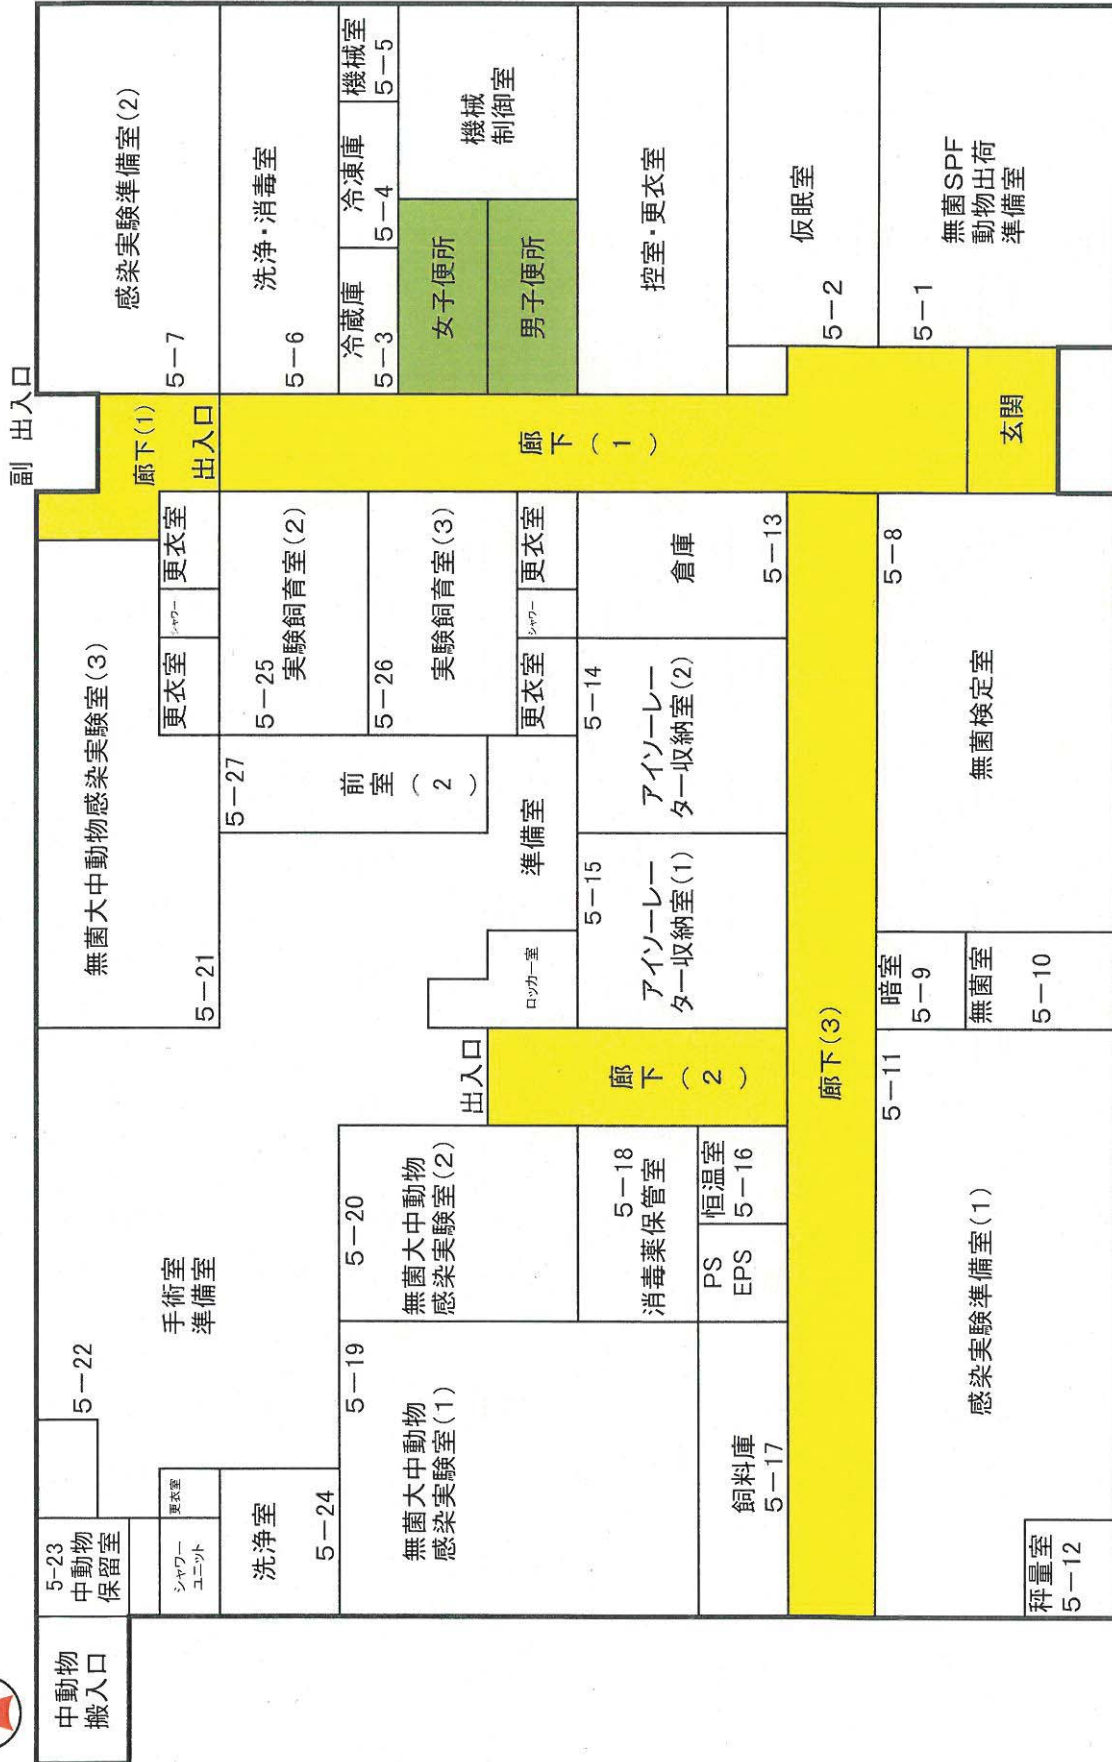 副 出入口
感染実験準備室(2)
5－7
洗浄・消毒室
5－6
機械室
5－5
冷凍庫
5－4
冷蔵庫
5－3
機械
制御室
女子便所
男子便所
控室・更衣室
仮眠室
5－2
無菌SPF
動物出荷
準備室
5－1
廊下(1)
出入口
廊下(1)
玄関
無菌大中動物感染実験室(3)
5－21
更衣室
シャワー
更衣室
5－25
実験飼育室(2)
5－26
実験飼育室(3)
更衣室
シャワー
更衣室
5－27
前室(2)
準備室
ロッカー室
倉庫
5－13
5－14
アイソーレー
ター収納室(2)
5－15
アイソーレー
ター収納室(1)
5－8
無菌検定室
暗室
5－9
無菌室
5－10
出入口
廊下(2)
廊下(3)
5－11
感染実験準備室(1)
秤量室
5－12
手術室
準備室
5－22
5－20
無菌大中動物
感染実験室(2)
5－18
消毒薬保管室
恒温室
5－16
PS
EPS
5－19
無菌大中動物
感染実験室(1)
飼料庫
5－17
5-23
中動物
保留室
更衣室
シャワー
ユニット
洗浄室
5－24
中動物
搬入口